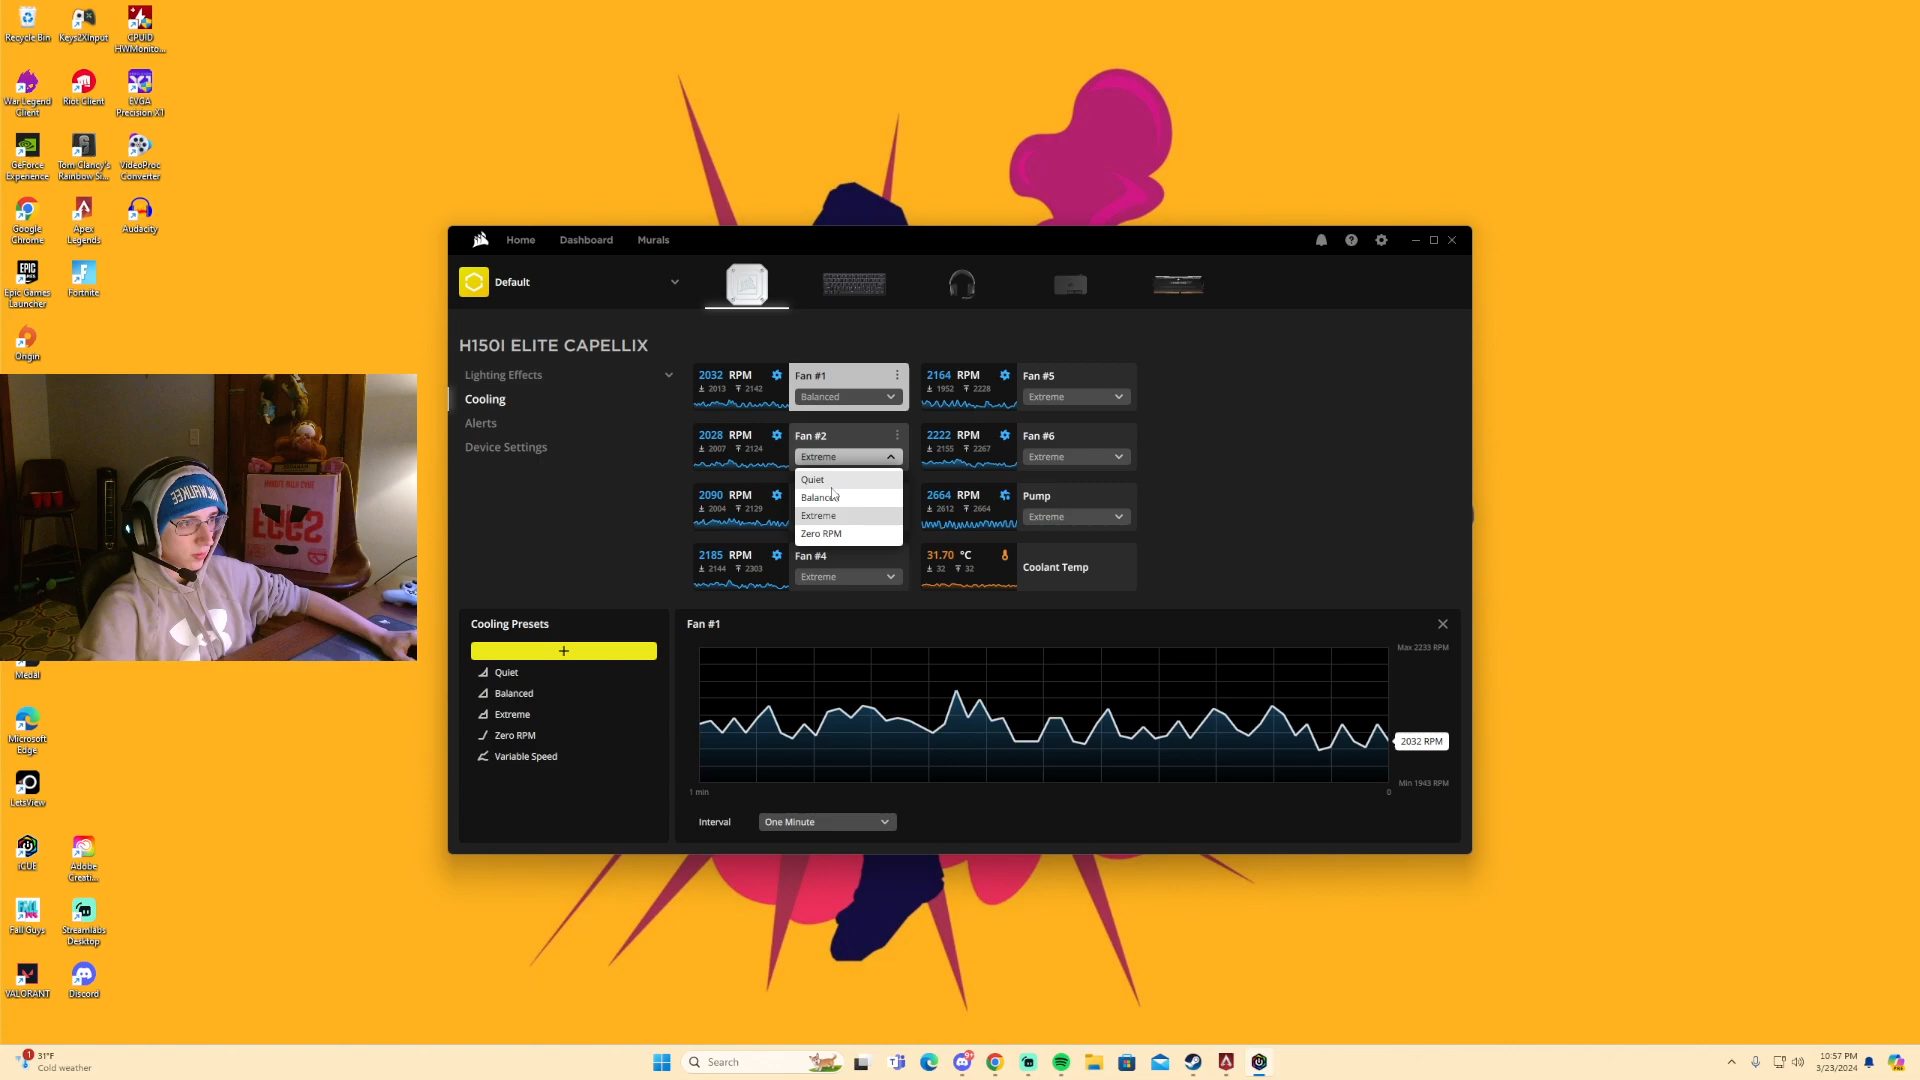 Recycle Bin
Keys2XInput
CPUID
HWMonito...
War Legend
Client
Riot Client
EVGA
Precision X1
GeForce
Experience
Tom Clancy's
Rainbow Si...
VideoProc
Converter
Google
Chrome
Apex
Legends
Audacity
EPIC
Epic Games
Launcher
Fortnite
Origin
MILWAUKEE
EGGS
Medal
Microsoft
Edge
LetsView
iCUE
Adobe
Creati...
Fall Guys
Streamlabs
Desktop
VALORANT
Discord
Home
Dashboard
Murals
Default
H150I ELITE CAPELLIX
Lighting Effects
Cooling
Alerts
Device Settings
2032 RPM
2013 2142
Fan #1
Balanced
2164 RPM
1952 2228
Fan #5
Extreme
2028 RPM
2007 2124
Fan #2
Extreme
2222 RPM
2155 2267
Fan #6
Extreme
Quiet
Balanced
Extreme
Zero RPM
2090 RPM
2004 2129
2664 RPM
2612 2664
Pump
Extreme
2185 RPM
2144 2303
Fan #4
Extreme
31.70 °C
32 32
Coolant Temp
Cooling Presets
+
Quiet
Balanced
Extreme
Zero RPM
Variable Speed
Fan #1
Max 2233 RPM
2032 RPM
Min 1943 RPM
1 min
0
Interval
One Minute
1
31°F
Cold weather
Search
9+
10:57 PM
3/23/2024